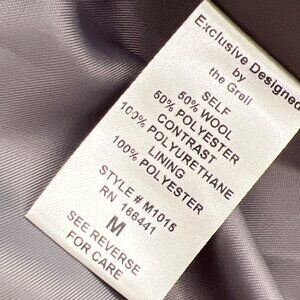 Exclusive Designed
by
the Grell
SELF
50% WOOL
50% POLYESTER
CONTRAST
100% POLYURETHANE
LINING
100% POLYESTER
STYLE # M1015
RN 166441
M
SEE REVERSE
FOR CARE